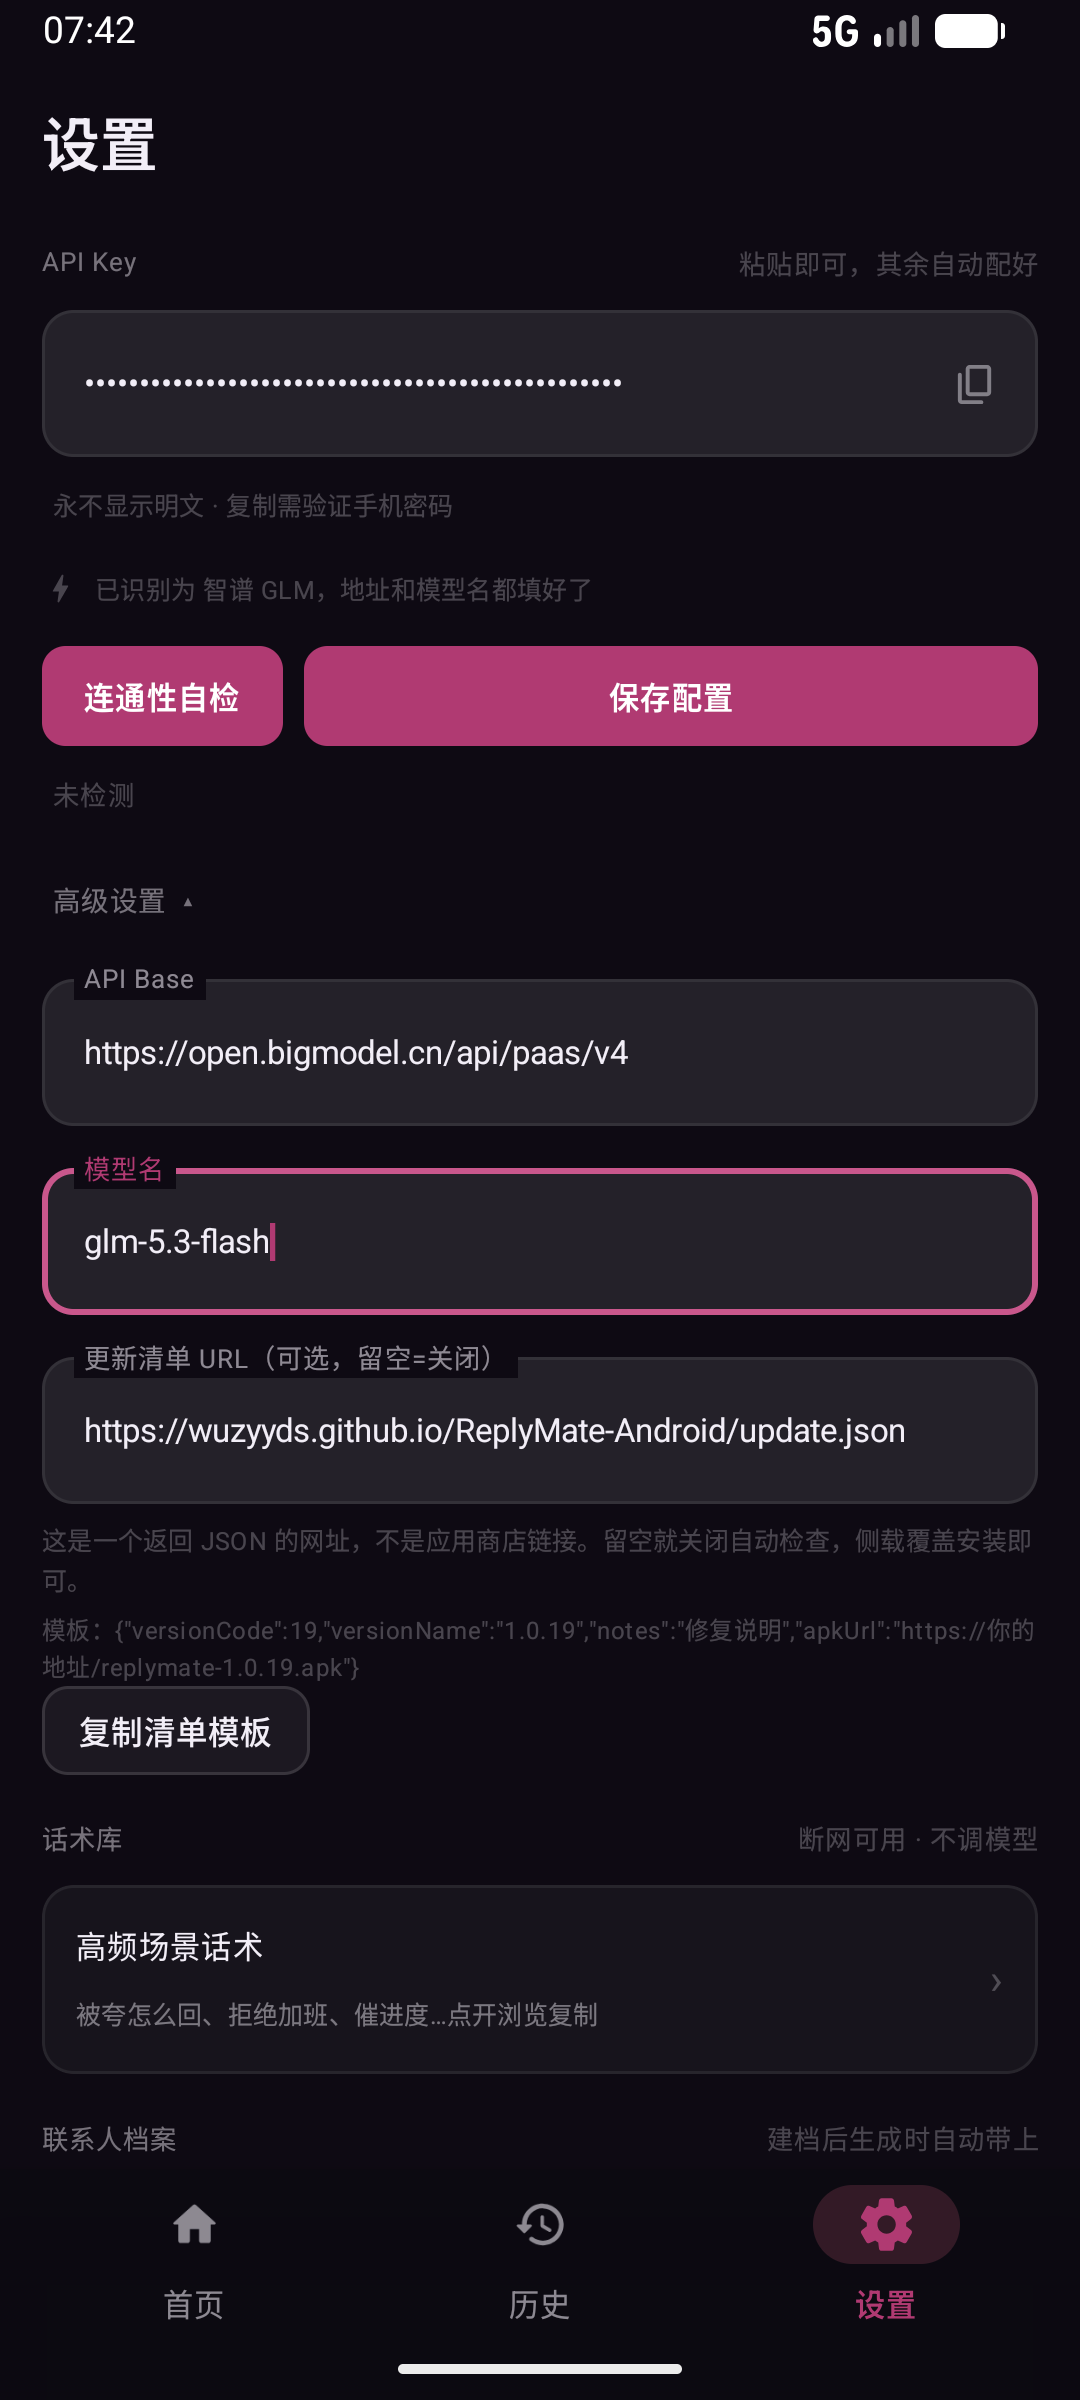 07:42
5G
设置
API Key
粘贴即可，其余自动配好
•••••••••••••••••••••••••••••••••••••••••••••••••
永不显示明文 · 复制需验证手机密码
已识别为 智谱 GLM，地址和模型名都填好了
连通性自检
保存配置
未检测
高级设置 ▴
API Base
https://open.bigmodel.cn/api/paas/v4
模型名
glm-5.3-flash
更新清单 URL（可选，留空=关闭）
https://wuzyyds.github.io/ReplyMate-Android/update.json
这是一个返回 JSON 的网址，不是应用商店链接。留空就关闭自动检查，侧载覆盖安装即
可。
模板：{"versionCode":19,"versionName":"1.0.19","notes":"修复说明","apkUrl":"https://你的
地址/replymate-1.0.19.apk"}
复制清单模板
话术库
断网可用 · 不调模型
高频场景话术
被夸怎么回、拒绝加班、催进度…点开浏览复制
›
联系人档案
建档后生成时自动带上
首页
历史
设置